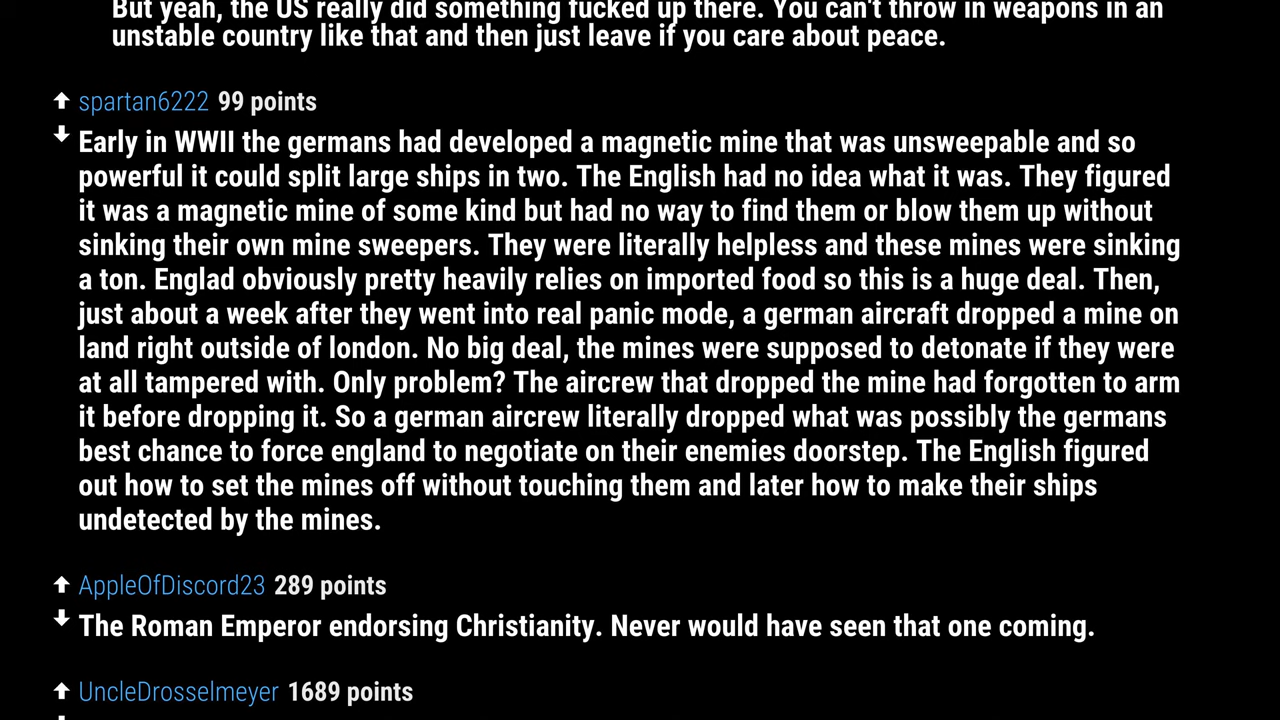 But yeah, the US really did something fucked up there. You can't throw in weapons in an
unstable country like that and then just leave if you care about peace.
spartan6222 99 points
Early in WWII the germans had developed a magnetic mine that was unsweepable and so
powerful it could split large ships in two. The English had no idea what it was. They figured
it was a magnetic mine of some kind but had no way to find them or blow them up without
sinking their own mine sweepers. They were literally helpless and these mines were sinking
a ton. Englad obviously pretty heavily relies on imported food so this is a huge deal. Then,
just about a week after they went into real panic mode, a german aircraft dropped a mine on
land right outside of london. No big deal, the mines were supposed to detonate if they were
at all tampered with. Only problem? The aircrew that dropped the mine had forgotten to arm
it before dropping it. So a german aircrew literally dropped what was possibly the germans
best chance to force england to negotiate on their enemies doorstep. The English figured
out how to set the mines off without touching them and later how to make their ships
undetected by the mines.
AppleOfDiscord23 289 points
The Roman Emperor endorsing Christianity. Never would have seen that one coming.
UncleDrosselmeyer 1689 points